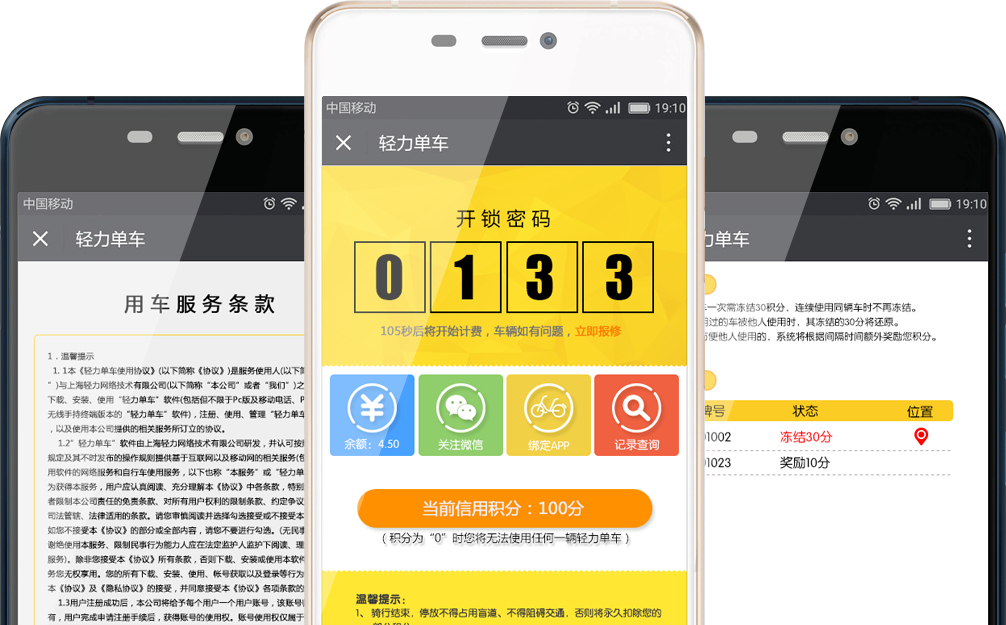 中国移动
轻力单车
用车服务条款
1．温馨提示
1. 1本《轻力单车使用协议》(以下简称《协议》)是服务使用人(以下简
”)与上海轻力网络技术有限公司(以下简称“本公司”或者“我们”)之
下载、安装、使用“轻力单车”软件(包括但不限于Pc版及移动电话、P
无线手持终端版本的“轻力单车”软件)，注册、使用、管理“轻力单车
，以及使用本公司提供的相关服务所订立的协议。
1.2”轻力单车”软件由上海轻力网络技术有限公司研发，并认可按照
规定及其不时发布的操作规则提供基于互联网以及移动网的相关服务(包
用软件的网络服务和自行车使用服务，以下也称“本服务”或“轻力单
为获得本服务，用户应认真阅读、充分理解本《协议》中各条款，特别
者限制本公司责任的免责条款、对所有用户权利的限制条款、约定争议
司法管辖、法律适用的条款。请您审慎阅读并选择勾选接受或不接受本
如您不接受本《协议》的部分或全部内容，请您不要进行勾选。(无民事
谢绝使用本服务、限制民事行为能力人应在法定监护人监护下阅读、理
服务)。除非您接受本《协议》所有条款，否则下载、安装或使用本软件
务您无权享用。您的所有下载、安装、使用、帐号获取以及登录等行为
本《协议》及《隐私协议》的接受，并同意接受本《协议》各项条款的
1.3用户注册成功后，本公司将给予每个用户一个用户账号，该账号
有，用户完成申请注册手续后，获得账号的使用权。账号使用权仅属于
中国移动 19:10
轻力单车
开锁密码
0 1 3 3
105秒后将开始计费，车辆如有问题，立即报修
余额：4.50 关注微信 绑定APP 记录查询
当前信用积分：100分
（积分为“0”时您将无法使用任何一辆轻力单车）
温馨提示：
1、 骑行结束，停放不得占用盲道、不得阻碍交通，否则将永久扣除您的
19:10
力单车
车一次需冻结30积分，连续使用同辆车时不再冻结。
用过的车被他人使用时，其冻结的30分将还原。
方便他人使用的，系统将根据间隔时间额外奖励您积分。
牌号 状态 位置
01002 冻结30分
01023 奖励10分